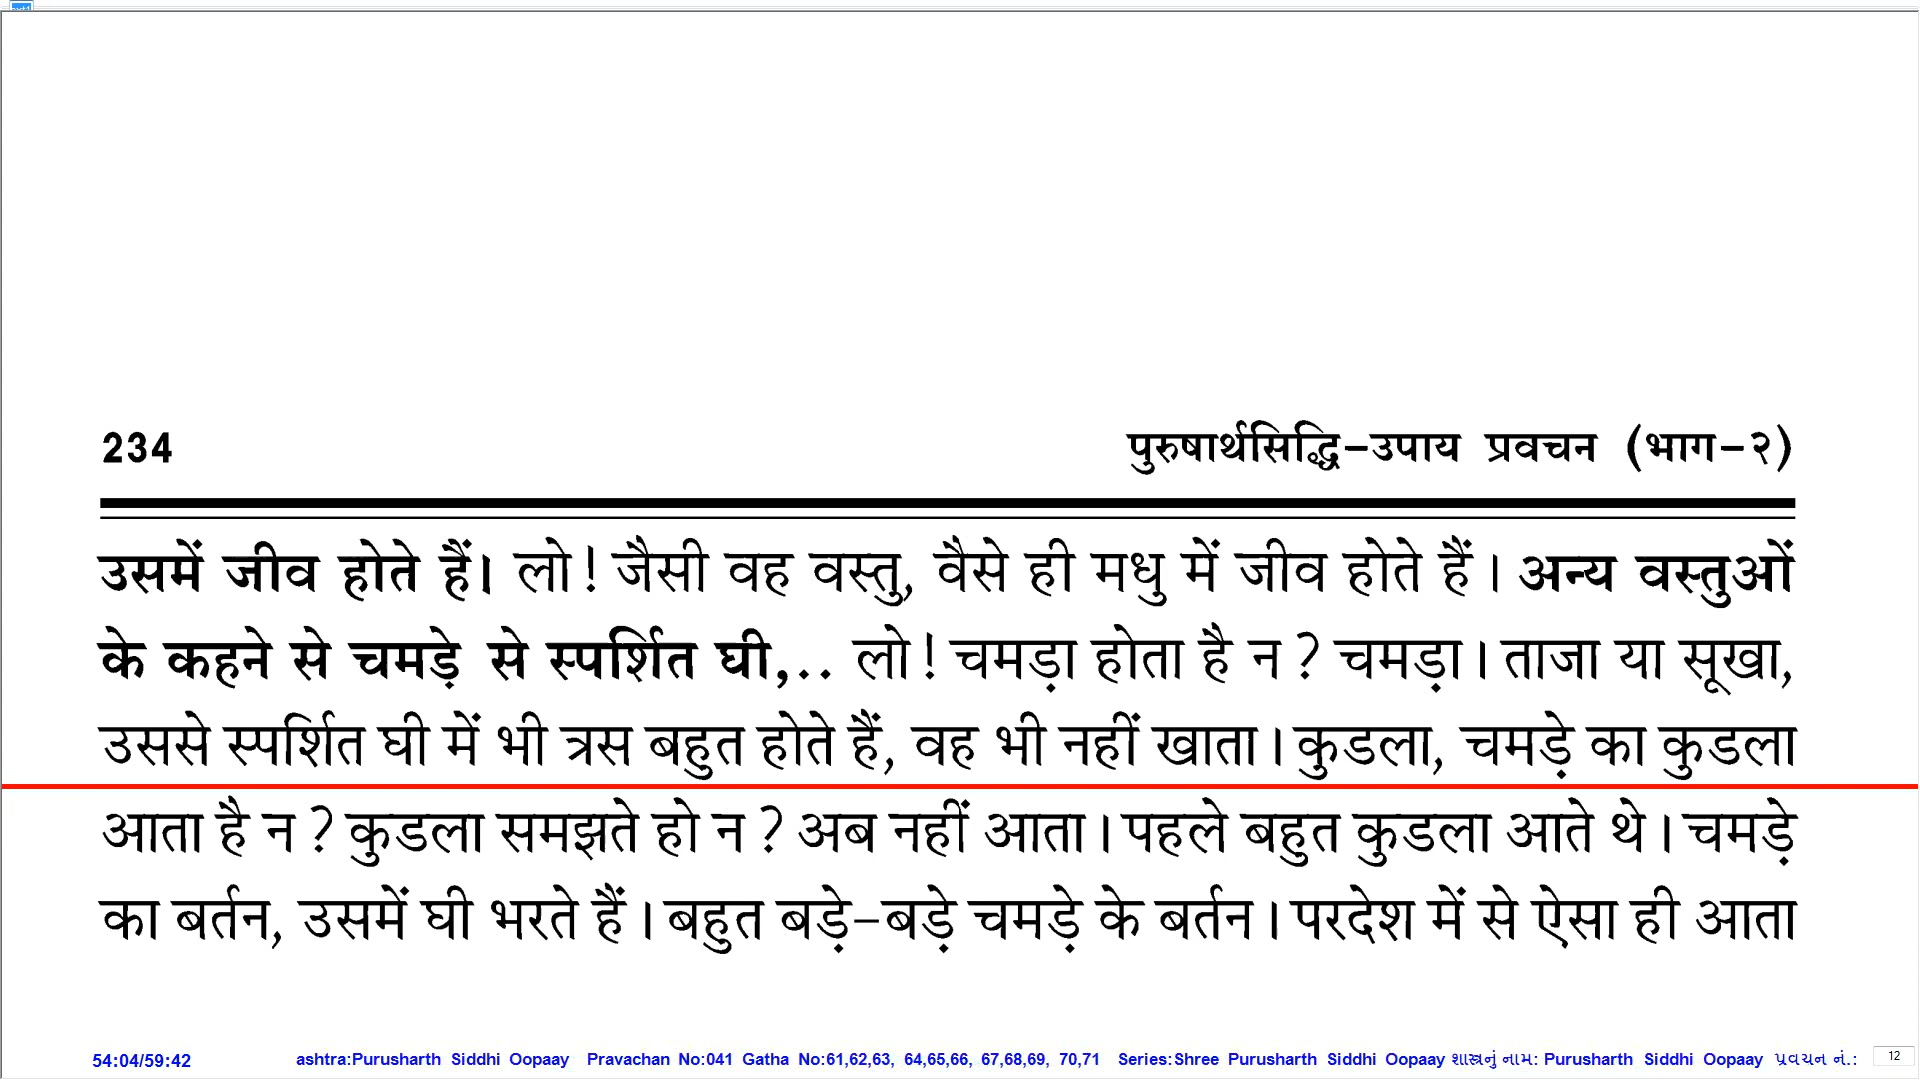 234 पुरुषार्थसिद्धि-उपाय प्रवचन (भाग-२)
उसमें जीव होते हैं। लो! जैसी वह वस्तु, वैसे ही मधु में जीव होते हैं। अन्य वस्तुओं
के कहने से चमड़े से स्पर्शित घी,.. लो! चमड़ा होता है न? चमड़ा। ताजा या सूखा,
उससे स्पर्शित घी में भी त्रस बहुत होते हैं, वह भी नहीं खाता। कुडला, चमड़े का कुडला
आता है न? कुडला समझते हो न? अब नहीं आता। पहले बहुत कुडला आते थे। चमड़े
का बर्तन, उसमें घी भरते हैं। बहुत बड़े-बड़े चमड़े के बर्तन। परदेश में से ऐसा ही आता
54:04/59:42 ashtra:Purusharth Siddhi Oopaay Pravachan No:041 Gatha No:61,62,63, 64,65,66, 67,68,69, 70,71 Series:Shree Purusharth Siddhi Oopaay શાસ્ત્રનું નામ: Purusharth Siddhi Oopaay પ્રવચન નં.: 12